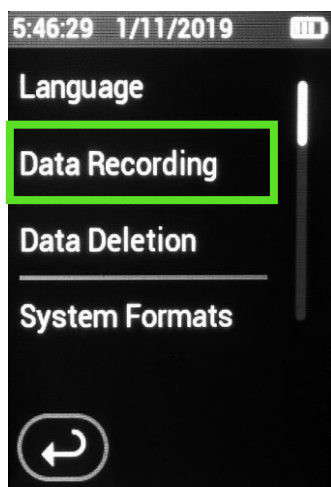 5:46:29 1/11/2019
Language
Data Recording
Data Deletion
System Formats